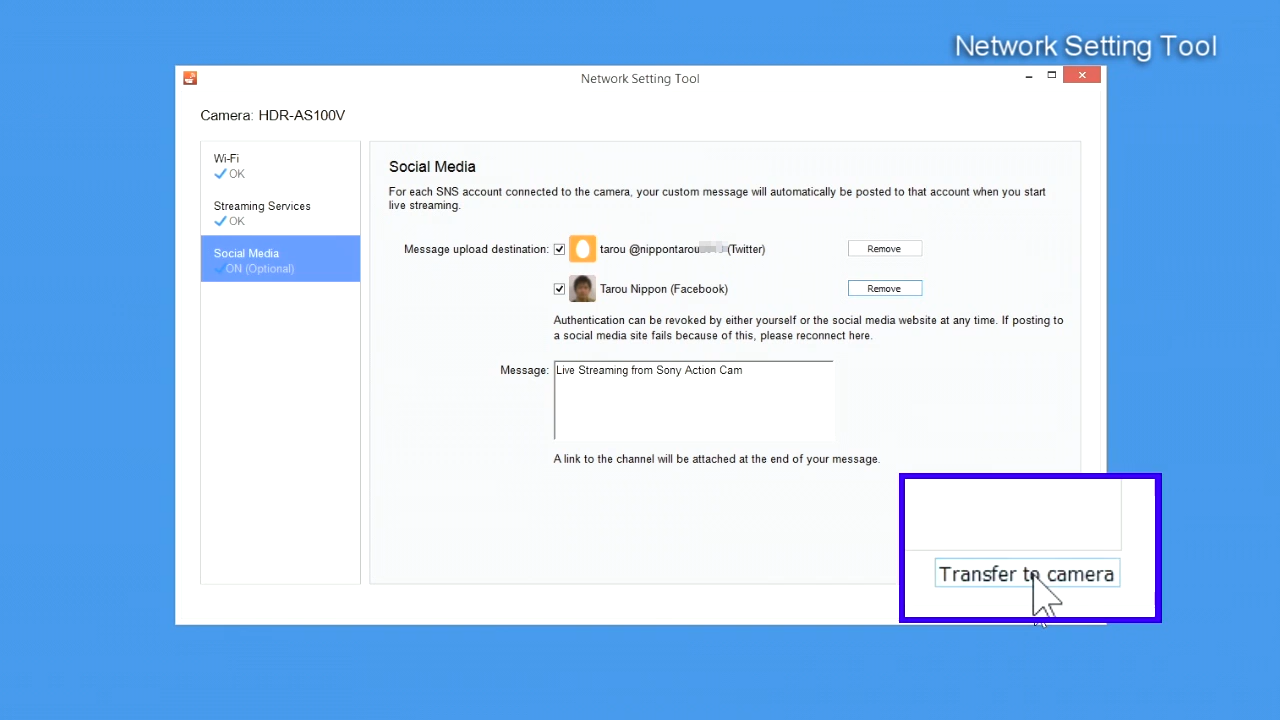 Network Setting Tool
Network Setting Tool
Camera: HDR-AS100V
Wi-Fi
OK
Streaming Services
OK
Social Media
ON (Optional)
Social Media
For each SNS account connected to the camera, your custom message will automatically be posted to that account when you start
live streaming.
Message upload destination: tarou @nippontarou (Twitter) Remove
Tarou Nippon (Facebook) Remove
Authentication can be revoked by either yourself or the social media website at any time. If posting to
a social media site fails because of this, please reconnect here.
Message: Live Streaming from Sony Action Cam
A link to the channel will be attached at the end of your message.
Transfer to camera